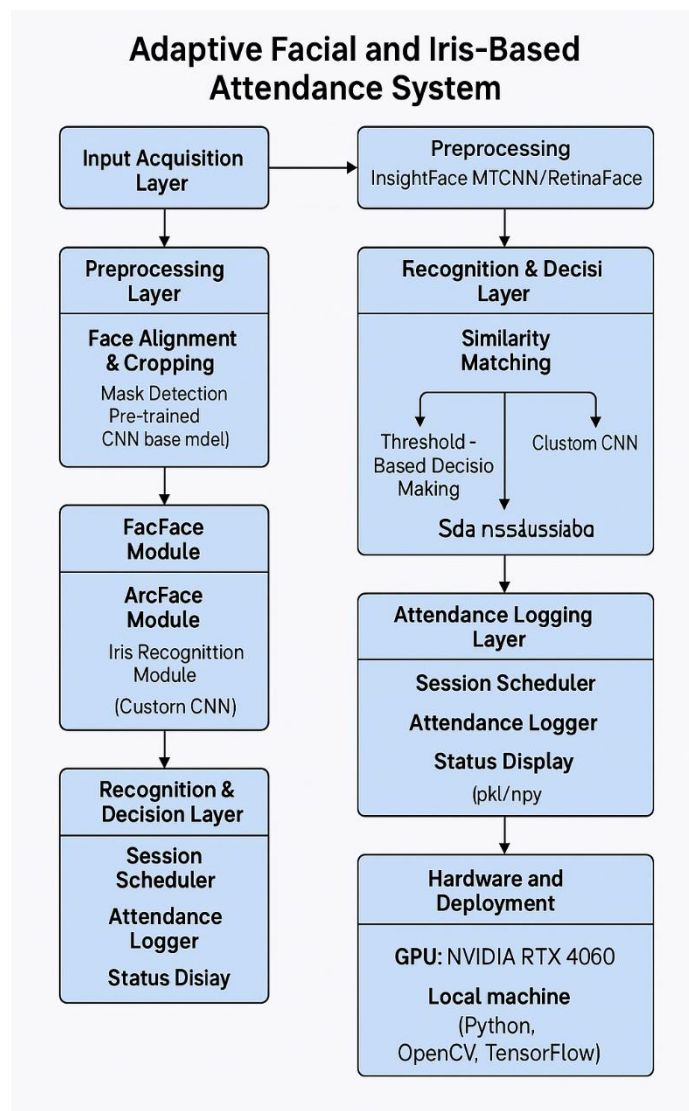 Adaptive Facial and Iris-Based
Attendance System
Input Acquisition
Layer
Preprocessing
Layer
Face Alignment
& Cropping
Mask Detection
Pre-trained
CNN base mdel)
FacFace
Module
ArcFace
Module
Iris Recognittion
Module
(Custorn CNN)
Recognition &
Decision Layer
Session
Scheduler
Attendance
Logger
Status Disiay
Preprocessing
InsightFace MTCNN/RetinaFace
Recognition & Decisi
Layer
Similarity
Matching
Threshold -
Based Decisio
Making
Clustom CNN
Attendance Logging
Layer
Session Scheduler
Attendance Logger
Status Display
(pkl/npy
Hardware and
Deployment
GPU: NVIDIA RTX 4060
Local machine
(Python,
OpenCV, TensorFlow)